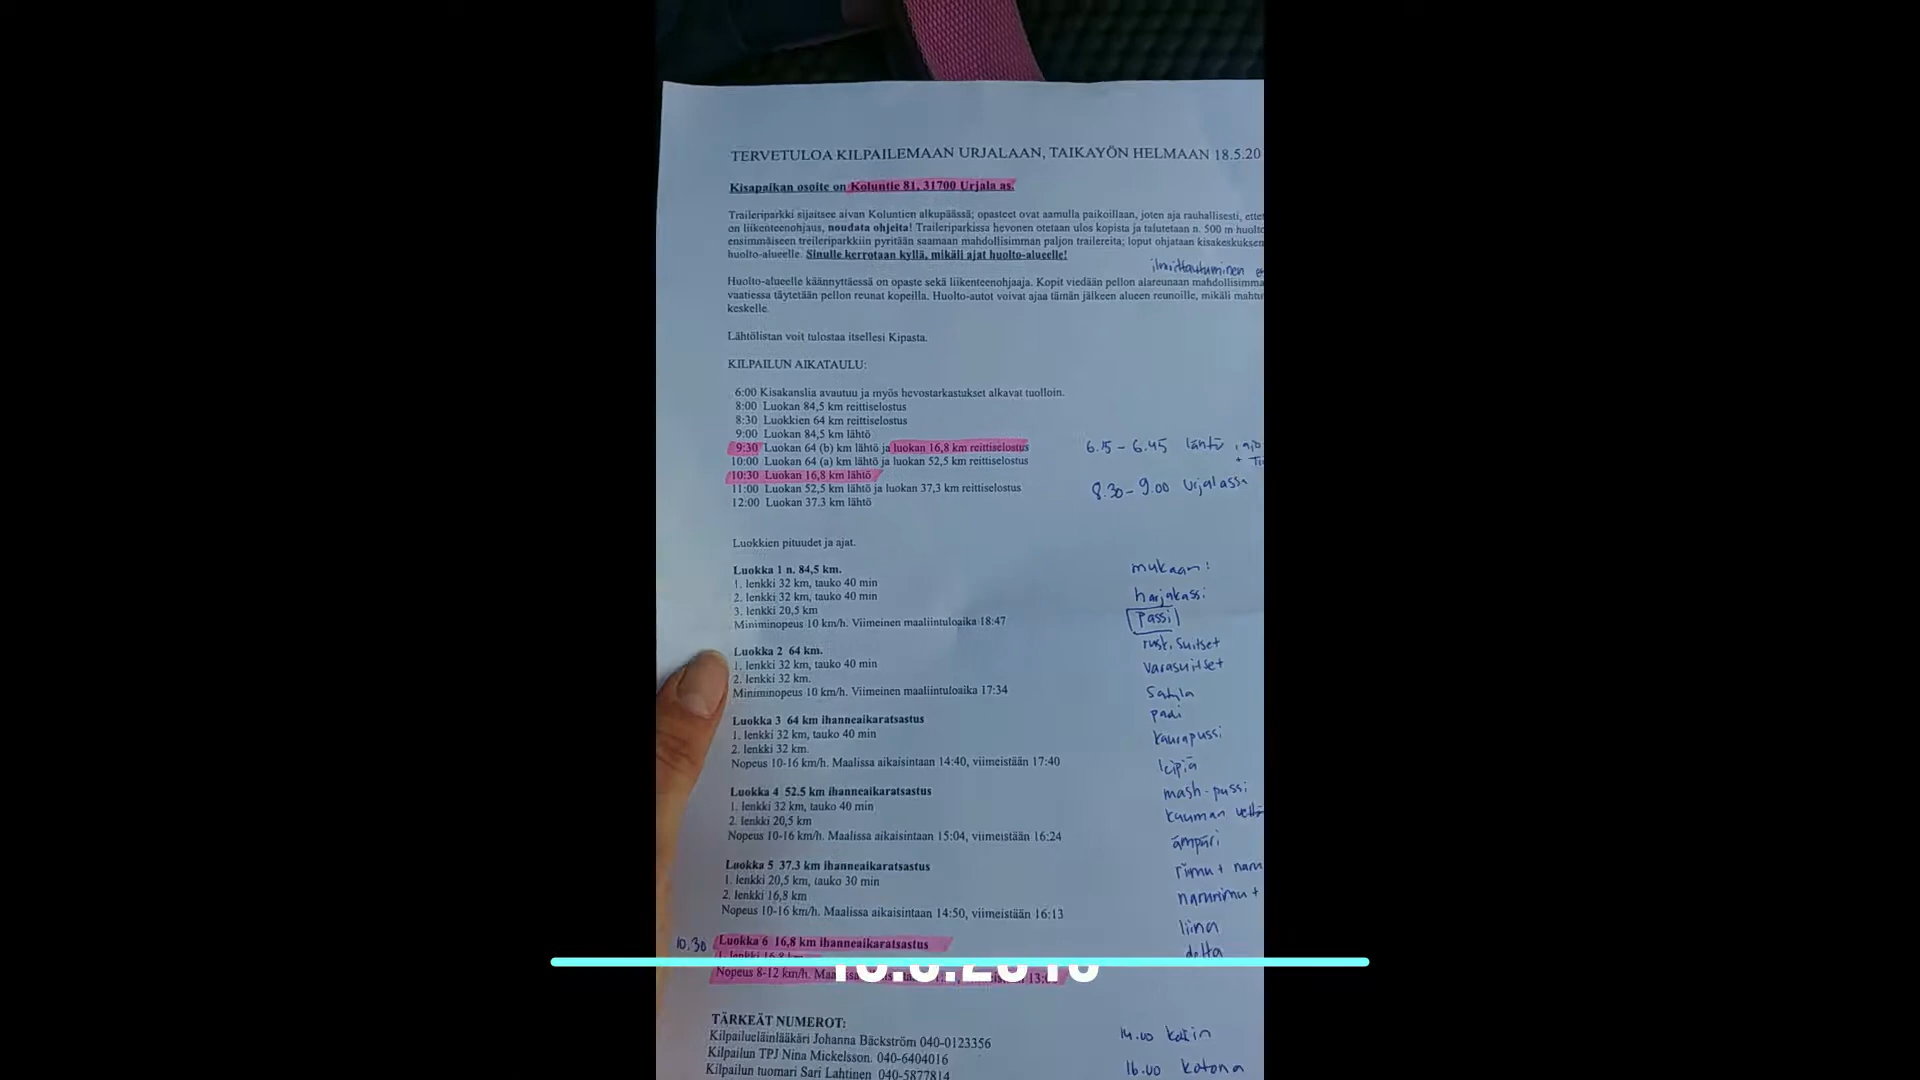 TERVETULOA KILPAILEMAAN URJALAAN, TAIKAYÖN HELMAAN 18.5.20
Kisapaikan osoite on Koluntie 81, 31700 Urjala as.
Traileriparkki sijaitsee aivan Koluntien alkupäässä; opasteet ovat aamulla paikoillaan, joten aja rauhallisesti, ettet
on liikenteenohjaus, noudata ohjeita! Traileriparkissa hevonen otetaan ulos kopista ja talutetaan n. 500 m huolto
ensimmäiseen treileriparkkiin pyritään saamaan mahdollisimman paljon trailereita; loput ohjataan kisakeskuksen
huolto-alueelle. Sinulle kerrotaan kyllä, mikäli ajat huolto-alueelle!
ilmoittautuminen
Huolto-alueelle käännyttäessä on opaste sekä liikenteenohjaaja. Kopit viedään pellon alareunaan mahdollisimma
vaatiessa täytetään pellon reunat kopeilla. Huolto-autot voivat ajaa tämän jälkeen alueen reunoille, mikäli mahtu
keskelle.
Lähtölistan voit tulostaa itsellesi Kipasta.
KILPAILUN AIKATAULU:
6:00 Kisakanslia avautuu ja myös hevostarkastukset alkavat tuolloin.
8:00 Luokan 84,5 km reittiselostus
8:30 Luokkien 64 km reittiselostus
9:00 Luokan 84,5 km lähtö
9:30 Luokan 64 (b) km lähtö ja luokan 16,8 km reittiselostus
6.15 - 6.45 lähtö
10:00 Luokan 64 (a) km lähtö ja luokan 52,5 km reittiselostus
10:30 Luokan 16,8 km lähtö
11:00 Luokan 52,5 km lähtö ja luokan 37,3 km reittiselostus
8.30 - 9.00 Urjalassa
12:00 Luokan 37.3 km lähtö
Luokkien pituudet ja ajat.
Luokka 1 n. 84,5 km.
1. lenkki 32 km, tauko 40 min
2. lenkki 32 km, tauko 40 min
3. lenkki 20,5 km
Miniminopeus 10 km/h. Viimeinen maaliintuloaika 18:47
Luokka 2 64 km.
1. lenkki 32 km, tauko 40 min
2. lenkki 32 km.
Miniminopeus 10 km/h. Viimeinen maaliintuloaika 17:34
Luokka 3 64 km ihanneaikaratsastus
1. lenkki 32 km, tauko 40 min
2. lenkki 32 km.
Nopeus 10-16 km/h. Maalissa aikaisintaan 14:40, viimeistään 17:40
Luokka 4 52.5 km ihanneaikaratsastus
1. lenkki 32 km, tauko 40 min
2. lenkki 20,5 km
Nopeus 10-16 km/h. Maalissa aikaisintaan 15:04, viimeistään 16:24
Luokka 5 37.3 km ihanneaikaratsastus
1. lenkki 20,5 km, tauko 30 min
2. lenkki 16,8 km
Nopeus 10-16 km/h. Maalissa aikaisintaan 14:50, viimeistään 16:13
10.30 Luokka 6 16,8 km ihanneaikaratsastus
1. lenkki 16,8 km
Nopeus 8-12 km/h.
mukaan:
harjakassi
Passi
rusk. suitset
varasuitset
Satula
padi
kaurapussi
leipiä
mash-pussi
kuuman
ämpäri
riimu + naru
naruriimu +
liina
delta
TÄRKEÄT NUMEROT:
Kilpailueläinlääkäri Johanna Bäckström 040-0123356
Kilpailun TPJ Nina Mickelsson. 040-6404016
Kilpailun tuomari Sari Lahtinen 040-5877814
14.00 kotiin
16.00 kotona